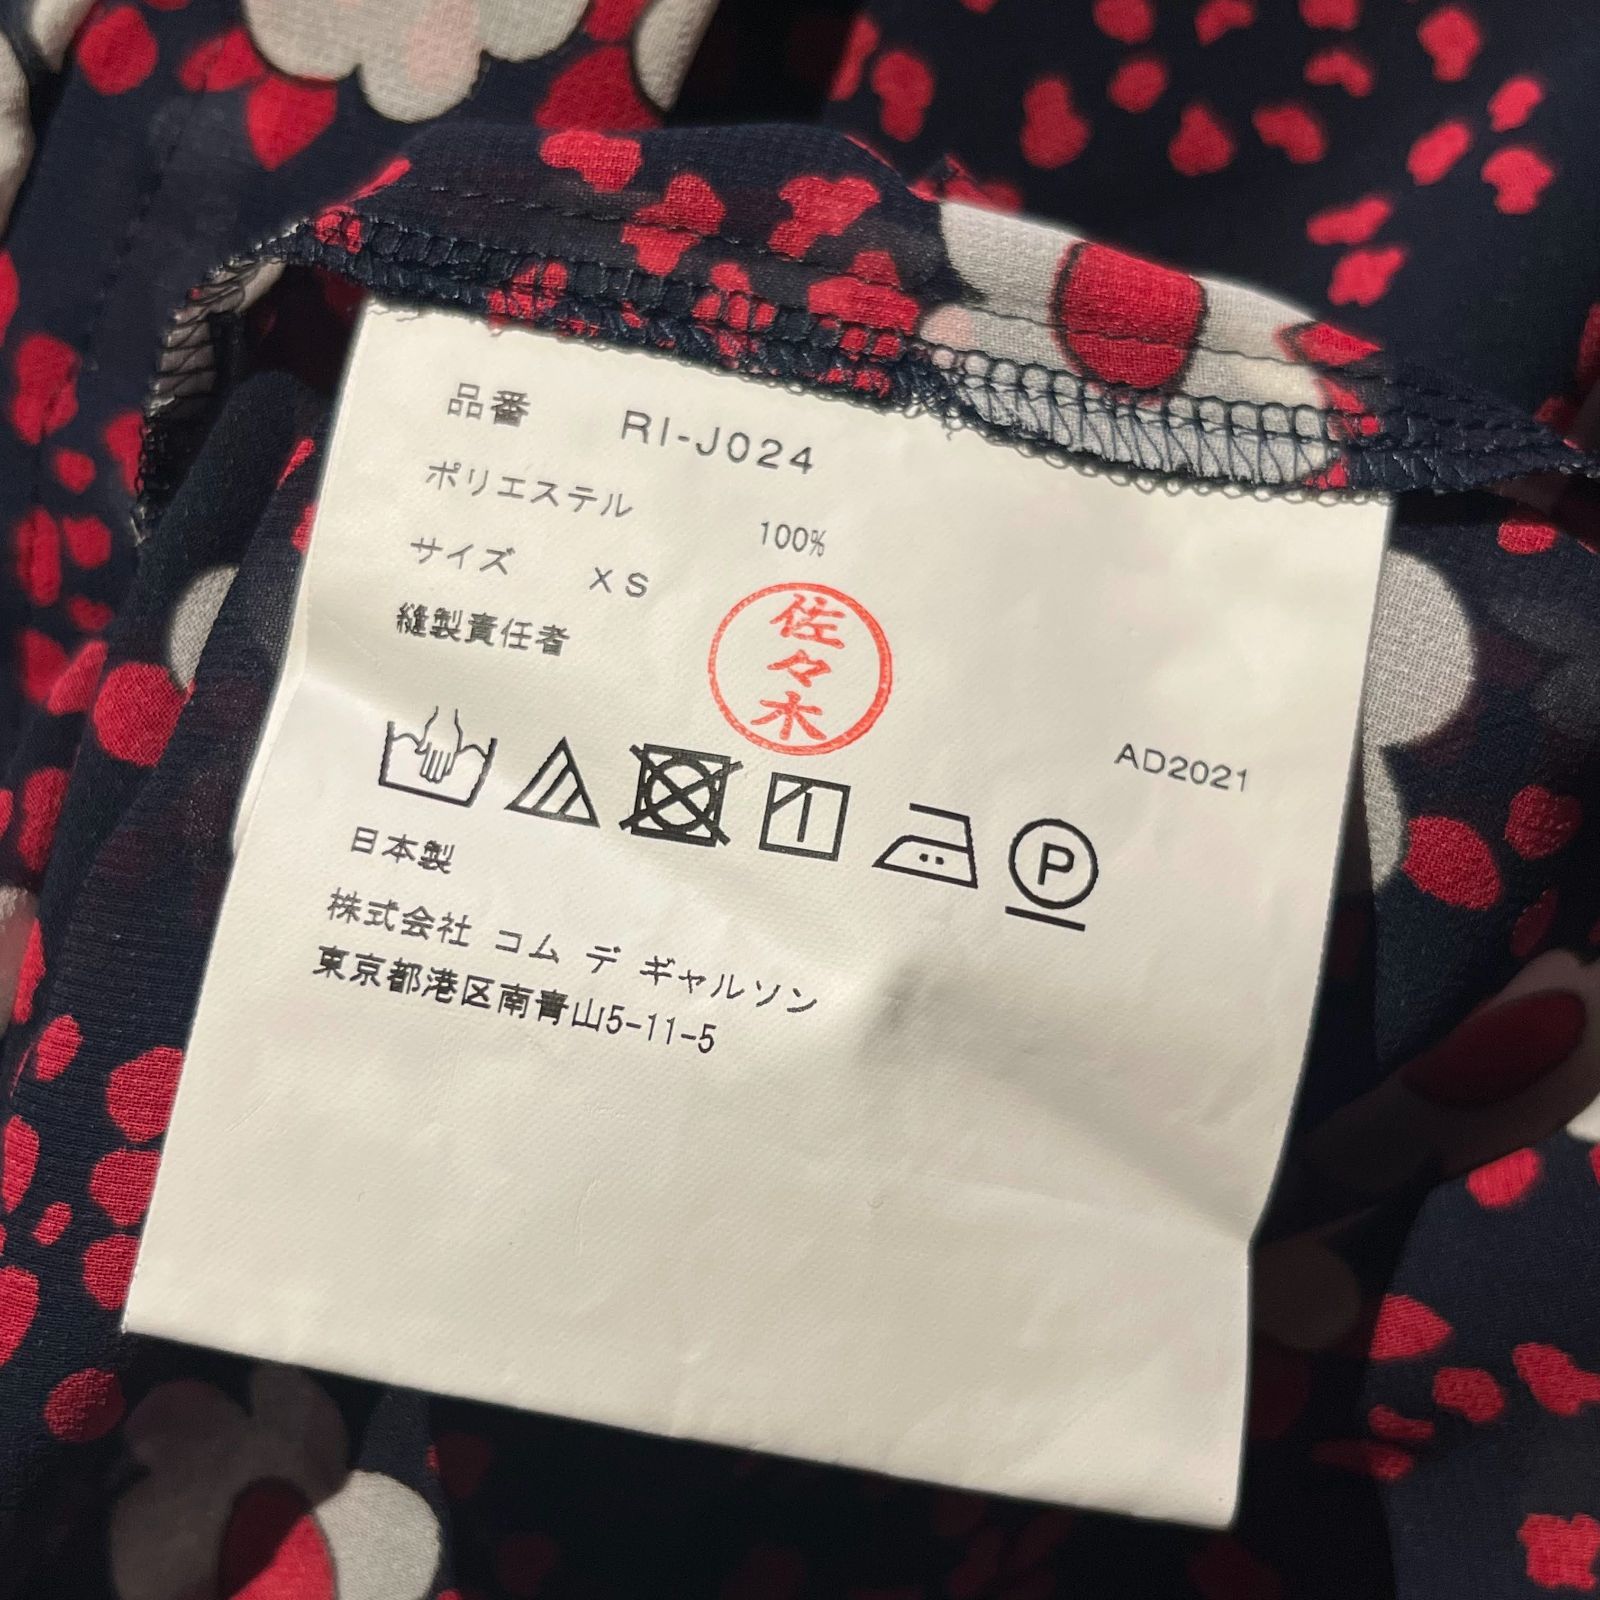 品番 RI-J024
ポリエステル 100%
サイズ XS
縫製責任者
佐々木
AD2021
P
日本製
株式会社 コム デ ギャルソン
東京都港区南青山5-11-5